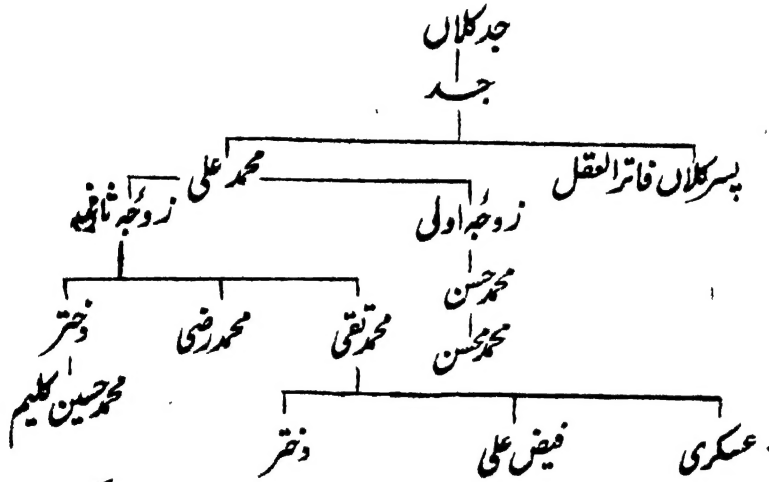 جد کلاں
جد
پسر کلاں فاتر العقل محمد علی
زوجۂ اولی زوجۂ ثانیہ
محمد حسن
محمد تقی محمد رضی دختر
محمد محسن
محمد حسین کلیم
عسکری فیض علی دختر